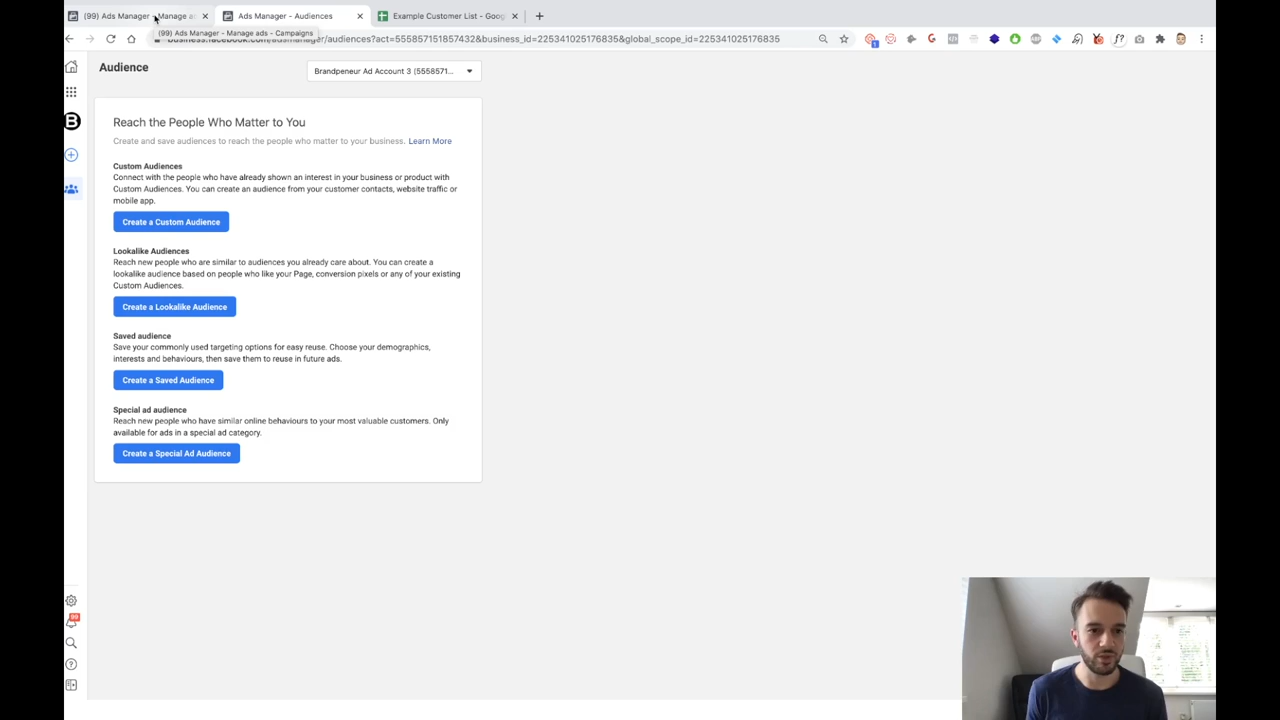 (99) Ads Manager - Manage a
Ads Manager - Audiences
Example Customer List - Goog
(99) Ads Manager - Manage ads - Campaigns
business.facebook.com/adsmanager/audiences?act=555857151857432&business_id=225341025176835&global_scope_id=225341025176835
Audience
Brandpeneur Ad Account 3 (5558571...
Reach the People Who Matter to You
Create and save audiences to reach the people who matter to your business. Learn More
Custom Audiences
Connect with the people who have already shown an interest in your business or product with
Custom Audiences. You can create an audience from your customer contacts, website traffic or
mobile app.
Create a Custom Audience
Lookalike Audiences
Reach new people who are similar to audiences you already care about. You can create a
lookalike audience based on people who like your Page, conversion pixels or any of your existing
Custom Audiences.
Create a Lookalike Audience
Saved audience
Save your commonly used targeting options for easy reuse. Choose your demographics,
interests and behaviours, then save them to reuse in future ads.
Create a Saved Audience
Special ad audience
Reach new people who have similar online behaviours to your most valuable customers. Only
available for ads in a special ad category.
Create a Special Ad Audience